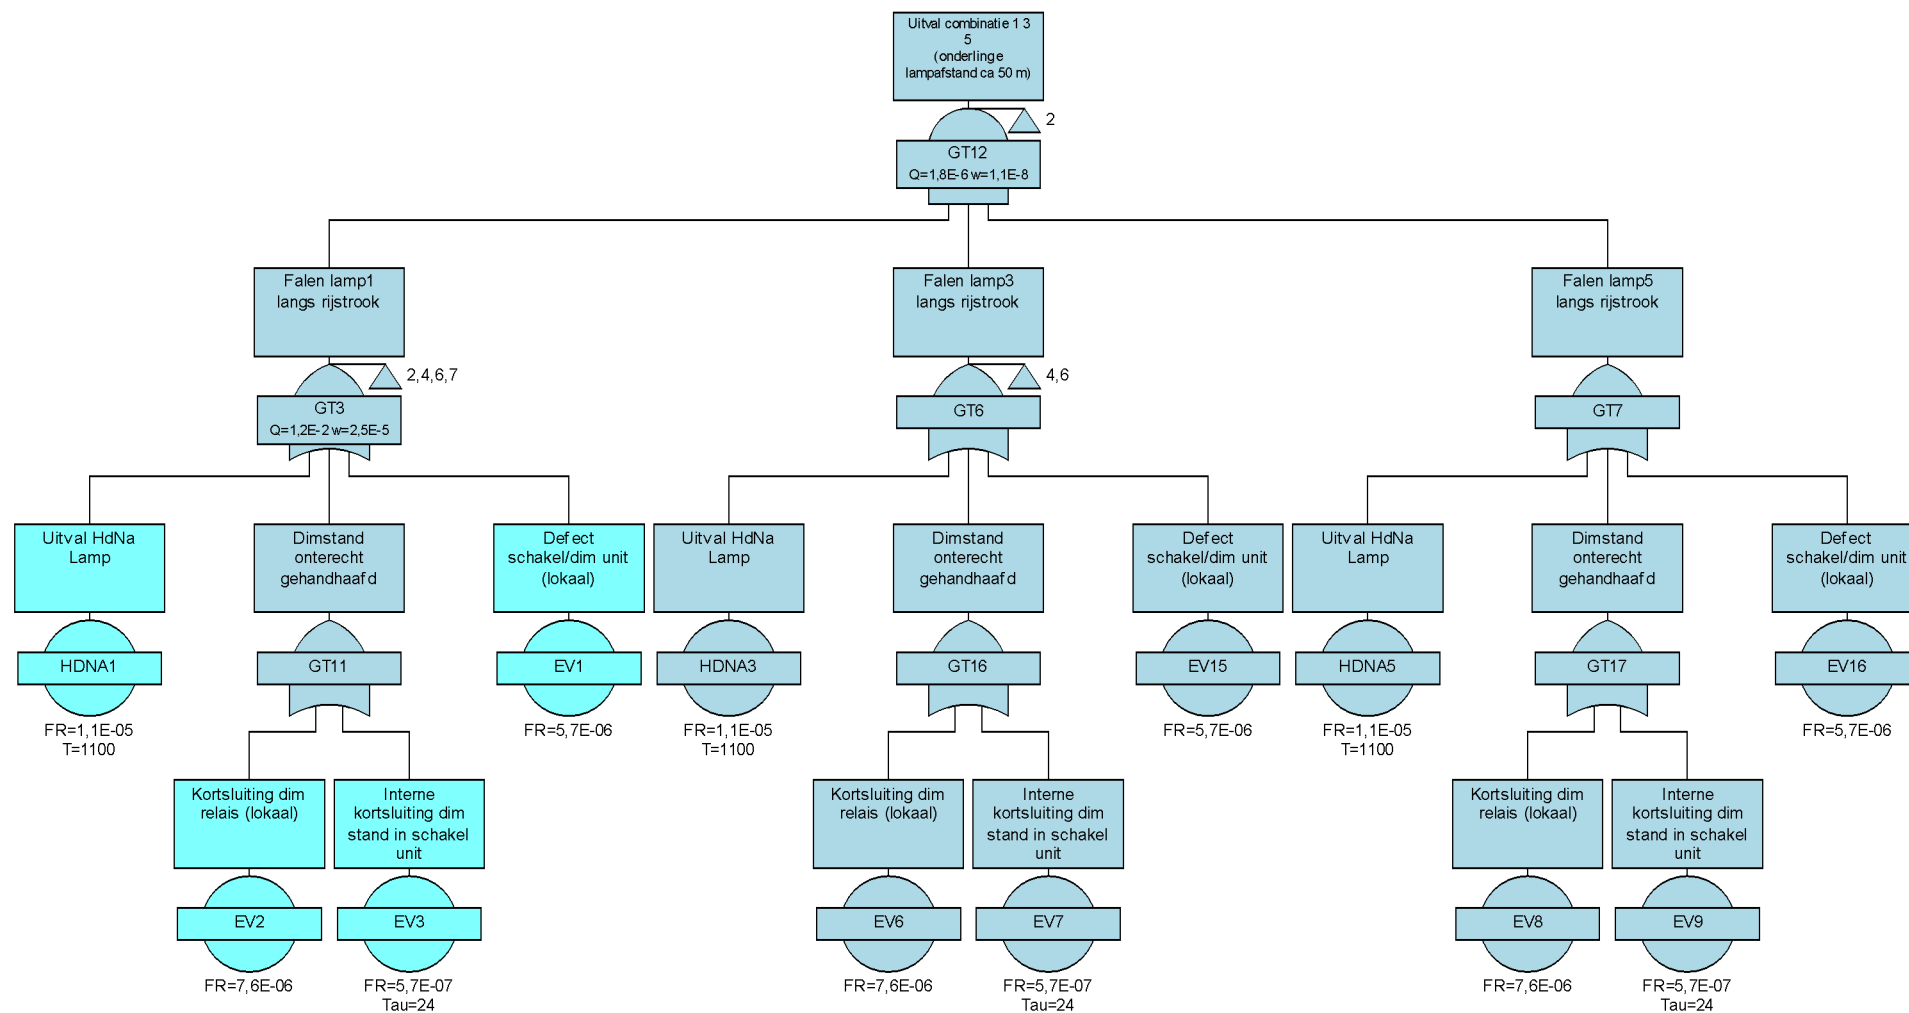 Uitval combinatie 1 3
5
(onderlinge
lampafstand ca 50 m)
2
GT12
Q=1,8E-6 w=1,1E-8
Falen lamp1
langs rijstrook
2,4,6,7
GT3
Q=1,2E-2 w=2,5E-5
Falen lamp3
langs rijstrook
4,6
GT6
Falen lamp5
langs rijstrook
GT7
Uitval HdNa
Lamp
HDNA1
FR=1,1E-05
T=1100
Dimstand
onterecht
gehandhaafd
GT11
Defect
schakel/dim unit
(lokaal)
EV1
FR=5,7E-06
Uitval HdNa
Lamp
HDNA3
FR=1,1E-05
T=1100
Dimstand
onterecht
gehandhaafd
GT16
Defect
schakel/dim unit
(lokaal)
EV15
FR=5,7E-06
Uitval HdNa
Lamp
HDNA5
FR=1,1E-05
T=1100
Dimstand
onterecht
gehandhaafd
GT17
Defect
schakel/dim unit
(lokaal)
EV16
FR=5,7E-06
Kortsluiting dim
relais (lokaal)
EV2
FR=7,6E-06
Interne
kortsluiting dim
stand in schakel
unit
EV3
FR=5,7E-07
Tau=24
Kortsluiting dim
relais (lokaal)
EV6
FR=7,6E-06
Interne
kortsluiting dim
stand in schakel
unit
EV7
FR=5,7E-07
Tau=24
Kortsluiting dim
relais (lokaal)
EV8
FR=7,6E-06
Interne
kortsluiting dim
stand in schakel
unit
EV9
FR=5,7E-07
Tau=24